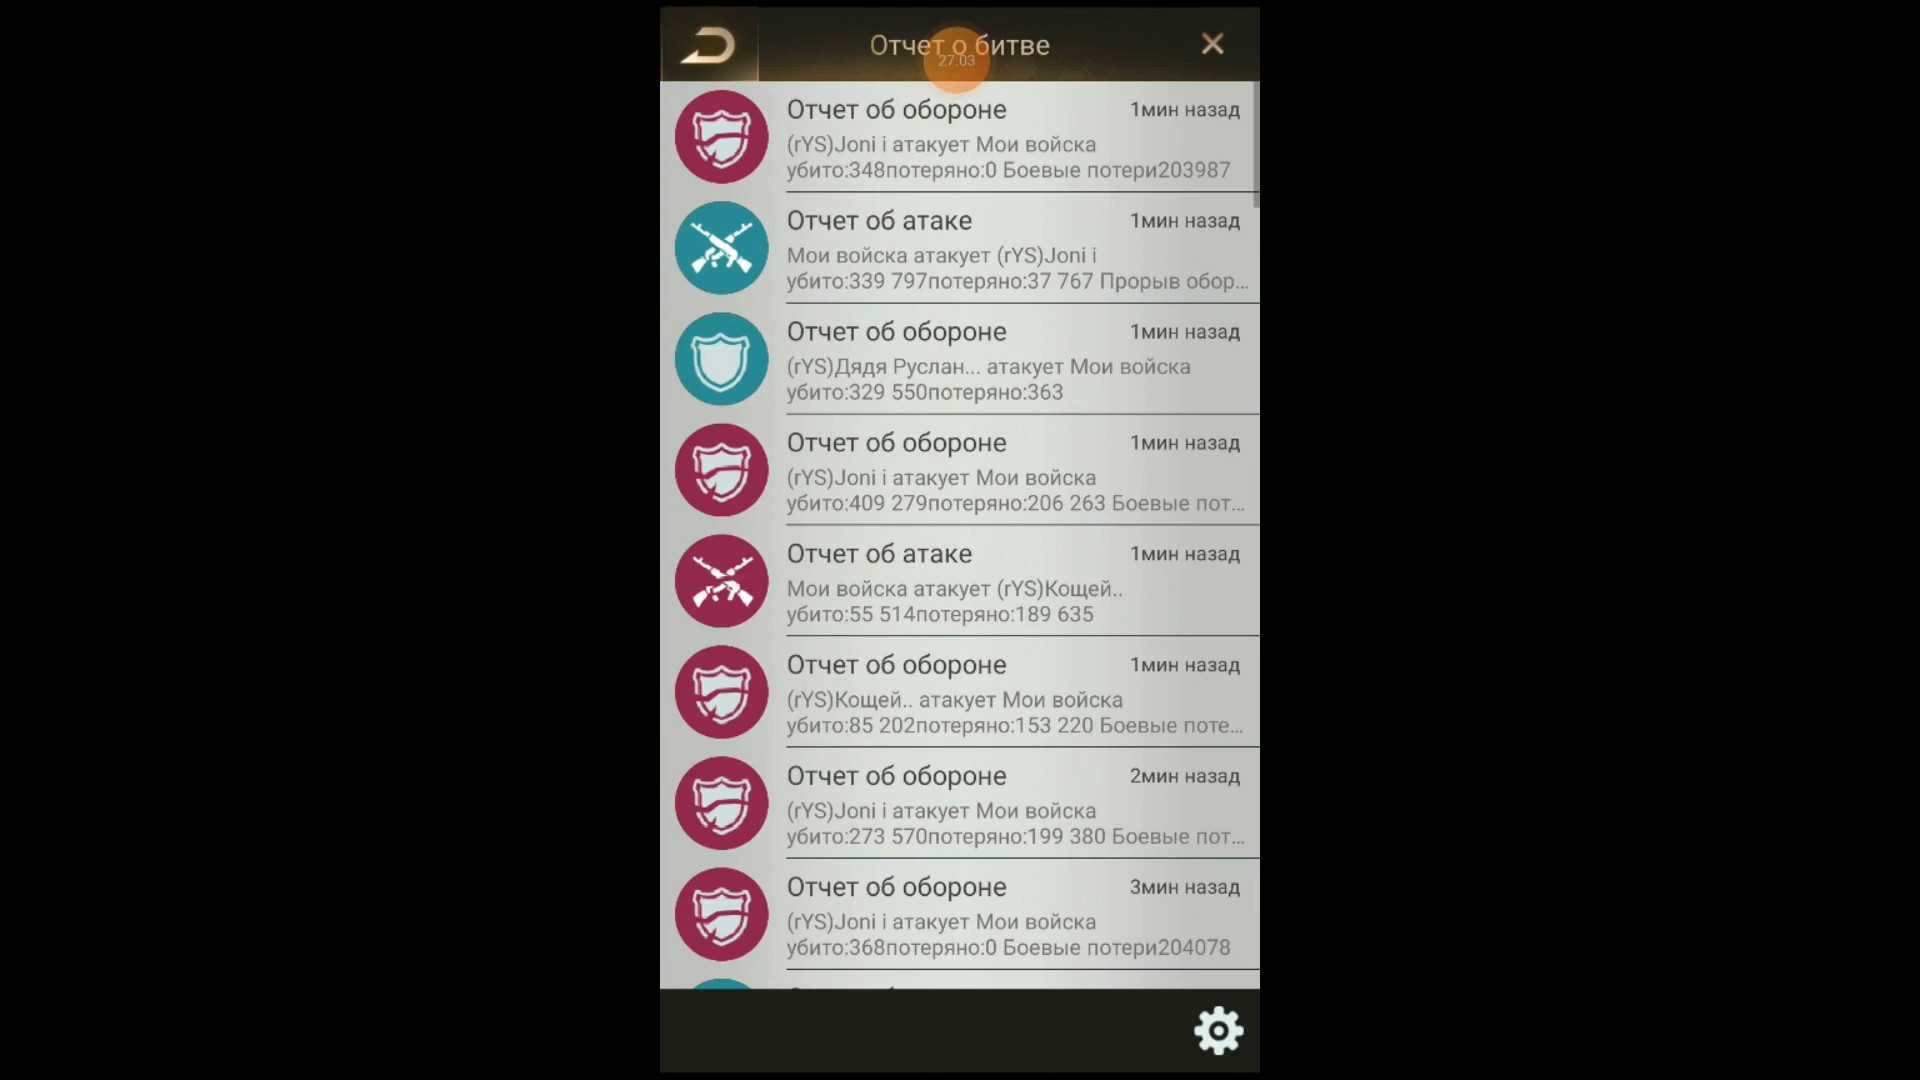 Отчет о битве
27:03
Отчет об обороне 1мин назад
(rYS)Joni i атакует Мои войска
убито:348потеряно:0 Боевые потери203987
Отчет об атаке 1мин назад
Мои войска атакует (rYS)Joni i
убито:339 797потеряно:37 767 Прорыв обор...
Отчет об обороне 1мин назад
(rYS)Дядя Руслан... атакует Мои войска
убито:329 550потеряно:363
Отчет об обороне 1мин назад
(rYS)Joni i атакует Мои войска
убито:409 279потеряно:206 263 Боевые пот...
Отчет об атаке 1мин назад
Мои войска атакует (rYS)Кощей..
убито:55 514потеряно:189 635
Отчет об обороне 1мин назад
(rYS)Кощей.. атакует Мои войска
убито:85 202потеряно:153 220 Боевые поте...
Отчет об обороне 2мин назад
(rYS)Joni i атакует Мои войска
убито:273 570потеряно:199 380 Боевые пот...
Отчет об обороне 3мин назад
(rYS)Joni i атакует Мои войска
убито:368потеряно:0 Боевые потери204078